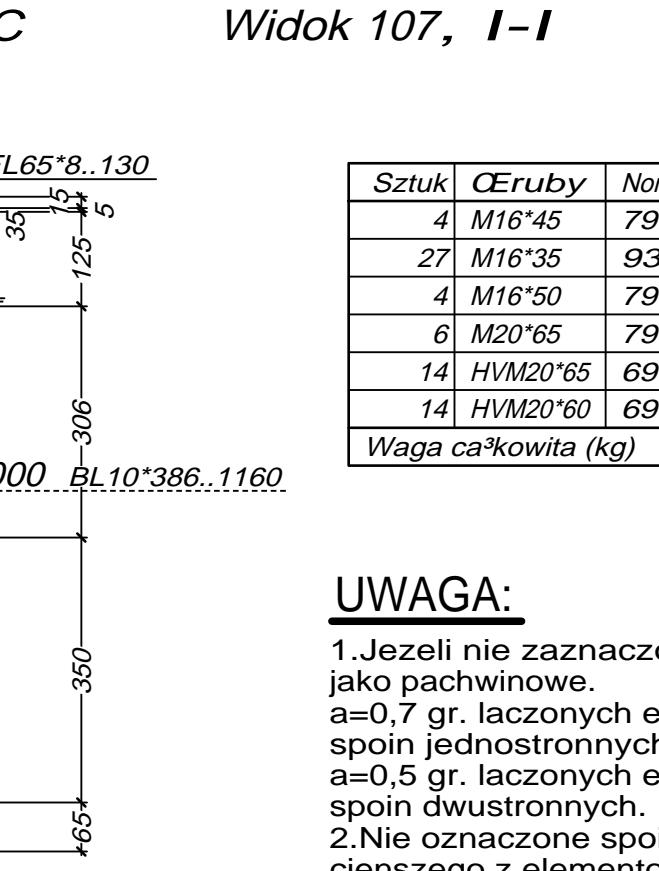 C
Widok 107, I-I
FL65*8..130
15
5
35
125
306
000 BL10*386..1160
350
65
Sztuk Œruby Nor
4 M16*45 79
27 M16*35 93
4 M16*50 79
6 M20*65 79
14 HVM20*65 69
14 HVM20*60 69
Waga ca³kowita (kg)
UWAGA:
1.Jezeli nie zaznaczo
jako pachwinowe.
a=0,7 gr. laczonych e
spoin jednostronnych
a=0,5 gr. laczonych e
spoin dwustronnych.
2.Nie oznaczone spoi
cienszego z elemento